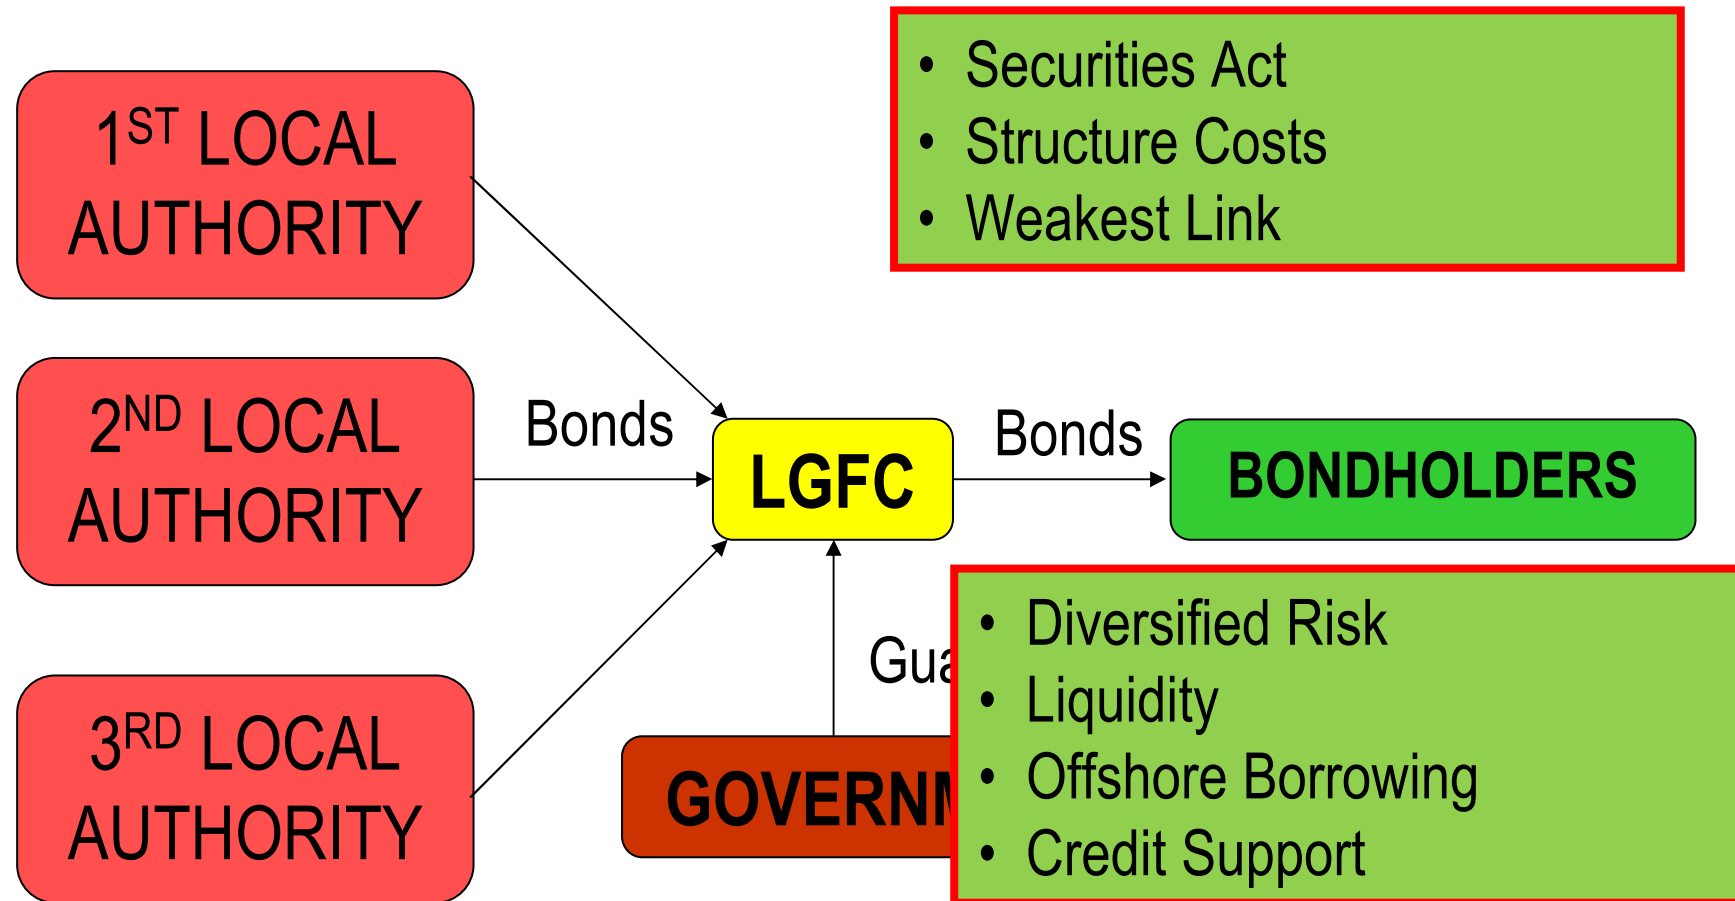 • Securities Act
• Structure Costs
• Weakest Link
1ST LOCAL
AUTHORITY
2ND LOCAL
AUTHORITY
Bonds
LGFC
Bonds
BONDHOLDERS
3RD LOCAL
AUTHORITY
• Diversified Risk
• Liquidity
• Offshore Borrowing
• Credit Support